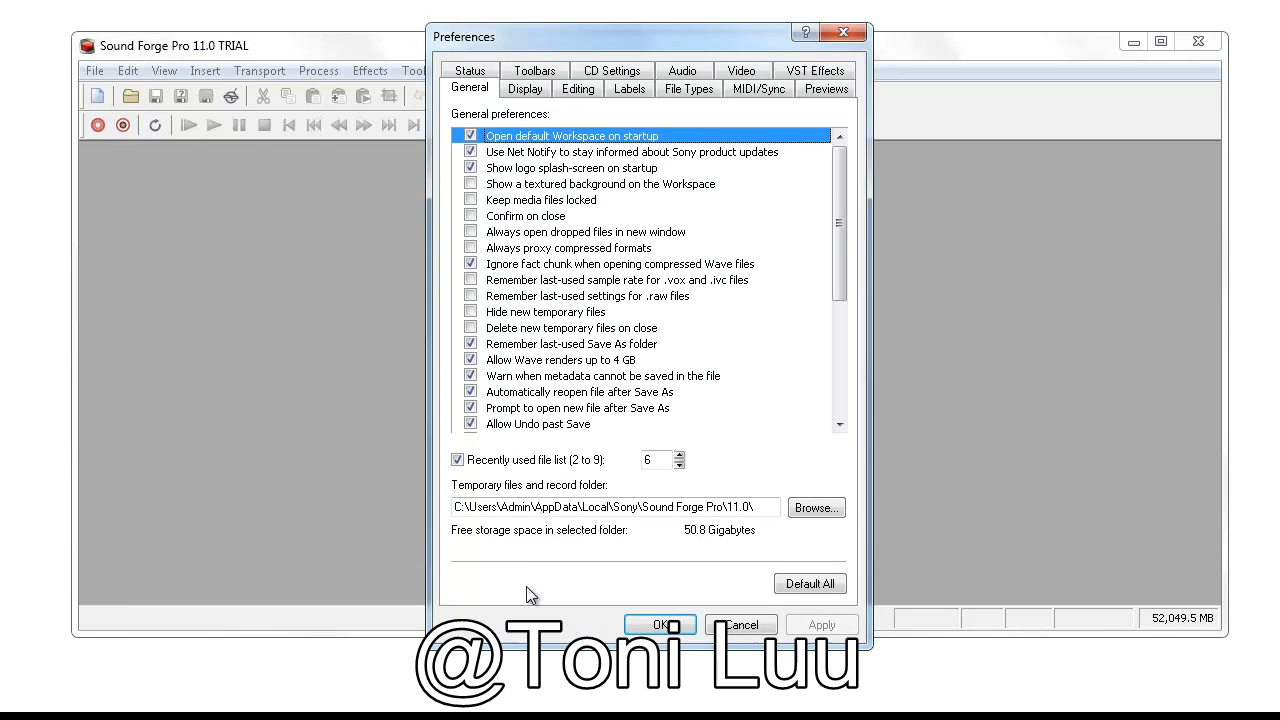 Sound Forge Pro 11.0 TRIAL
File Edit View Insert Transport Process Effects
Preferences
Status Toolbars CD Settings Audio Video VST Effects
General Display Editing Labels File Types MIDI/Sync Previews
General preferences:
Open default Workspace on startup
Use Net Notify to stay informed about Sony product updates
Show logo splash-screen on startup
Show a textured background on the Workspace
Keep media files locked
Confirm on close
Always open dropped files in new window
Always proxy compressed formats
Ignore fact chunk when opening compressed Wave files
Remember last-used sample rate for .vox and .ivc files
Remember last-used settings for .raw files
Hide new temporary files
Delete new temporary files on close
Remember last-used Save As folder
Allow Wave renders up to 4 GB
Warn when metadata cannot be saved in the file
Automatically reopen file after Save As
Prompt to open new file after Save As
Allow Undo past Save
Recently used file list (2 to 9): 6
Temporary files and record folder:
C:\Users\Admin\AppData\Local\Sony\Sound Forge Pro\11.0\ Browse...
Free storage space in selected folder: 50.8 Gigabytes
Default All
OK Cancel Apply
52,049.5 MB
@Toni Luu